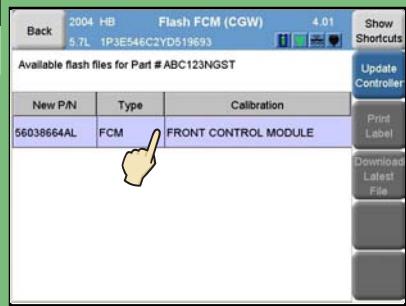 Back
2004 HB Flash FCM (CGW) 4.01
5.7L 1P3E546C2YD519693
Show Shortcuts
Available flash files for Part # ABC123NGST
Update Controller
New P/N Type Calibration
56038664AL FCM FRONT CONTROL MODULE
Print Label
Download Latest File